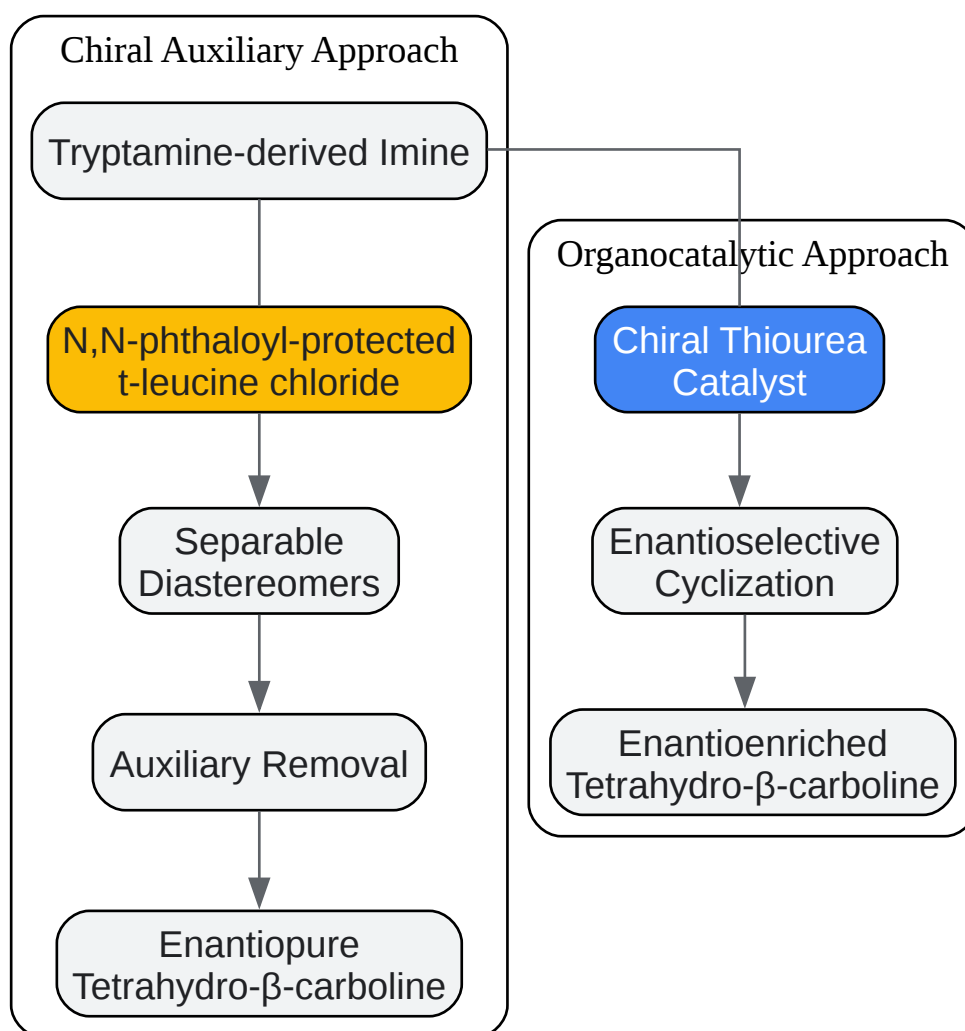 Chiral Auxiliary Approach
Tryptamine-derived Imine
N,N-phthaloyl-protected
t-leucine chloride
Separable
Diastereomers
Auxiliary Removal
Enantiopure
Tetrahydro-β-carboline
Organocatalytic Approach
Chiral Thiourea
Catalyst
Enantioselective
Cyclization
Enantioenriched
Tetrahydro-β-carboline